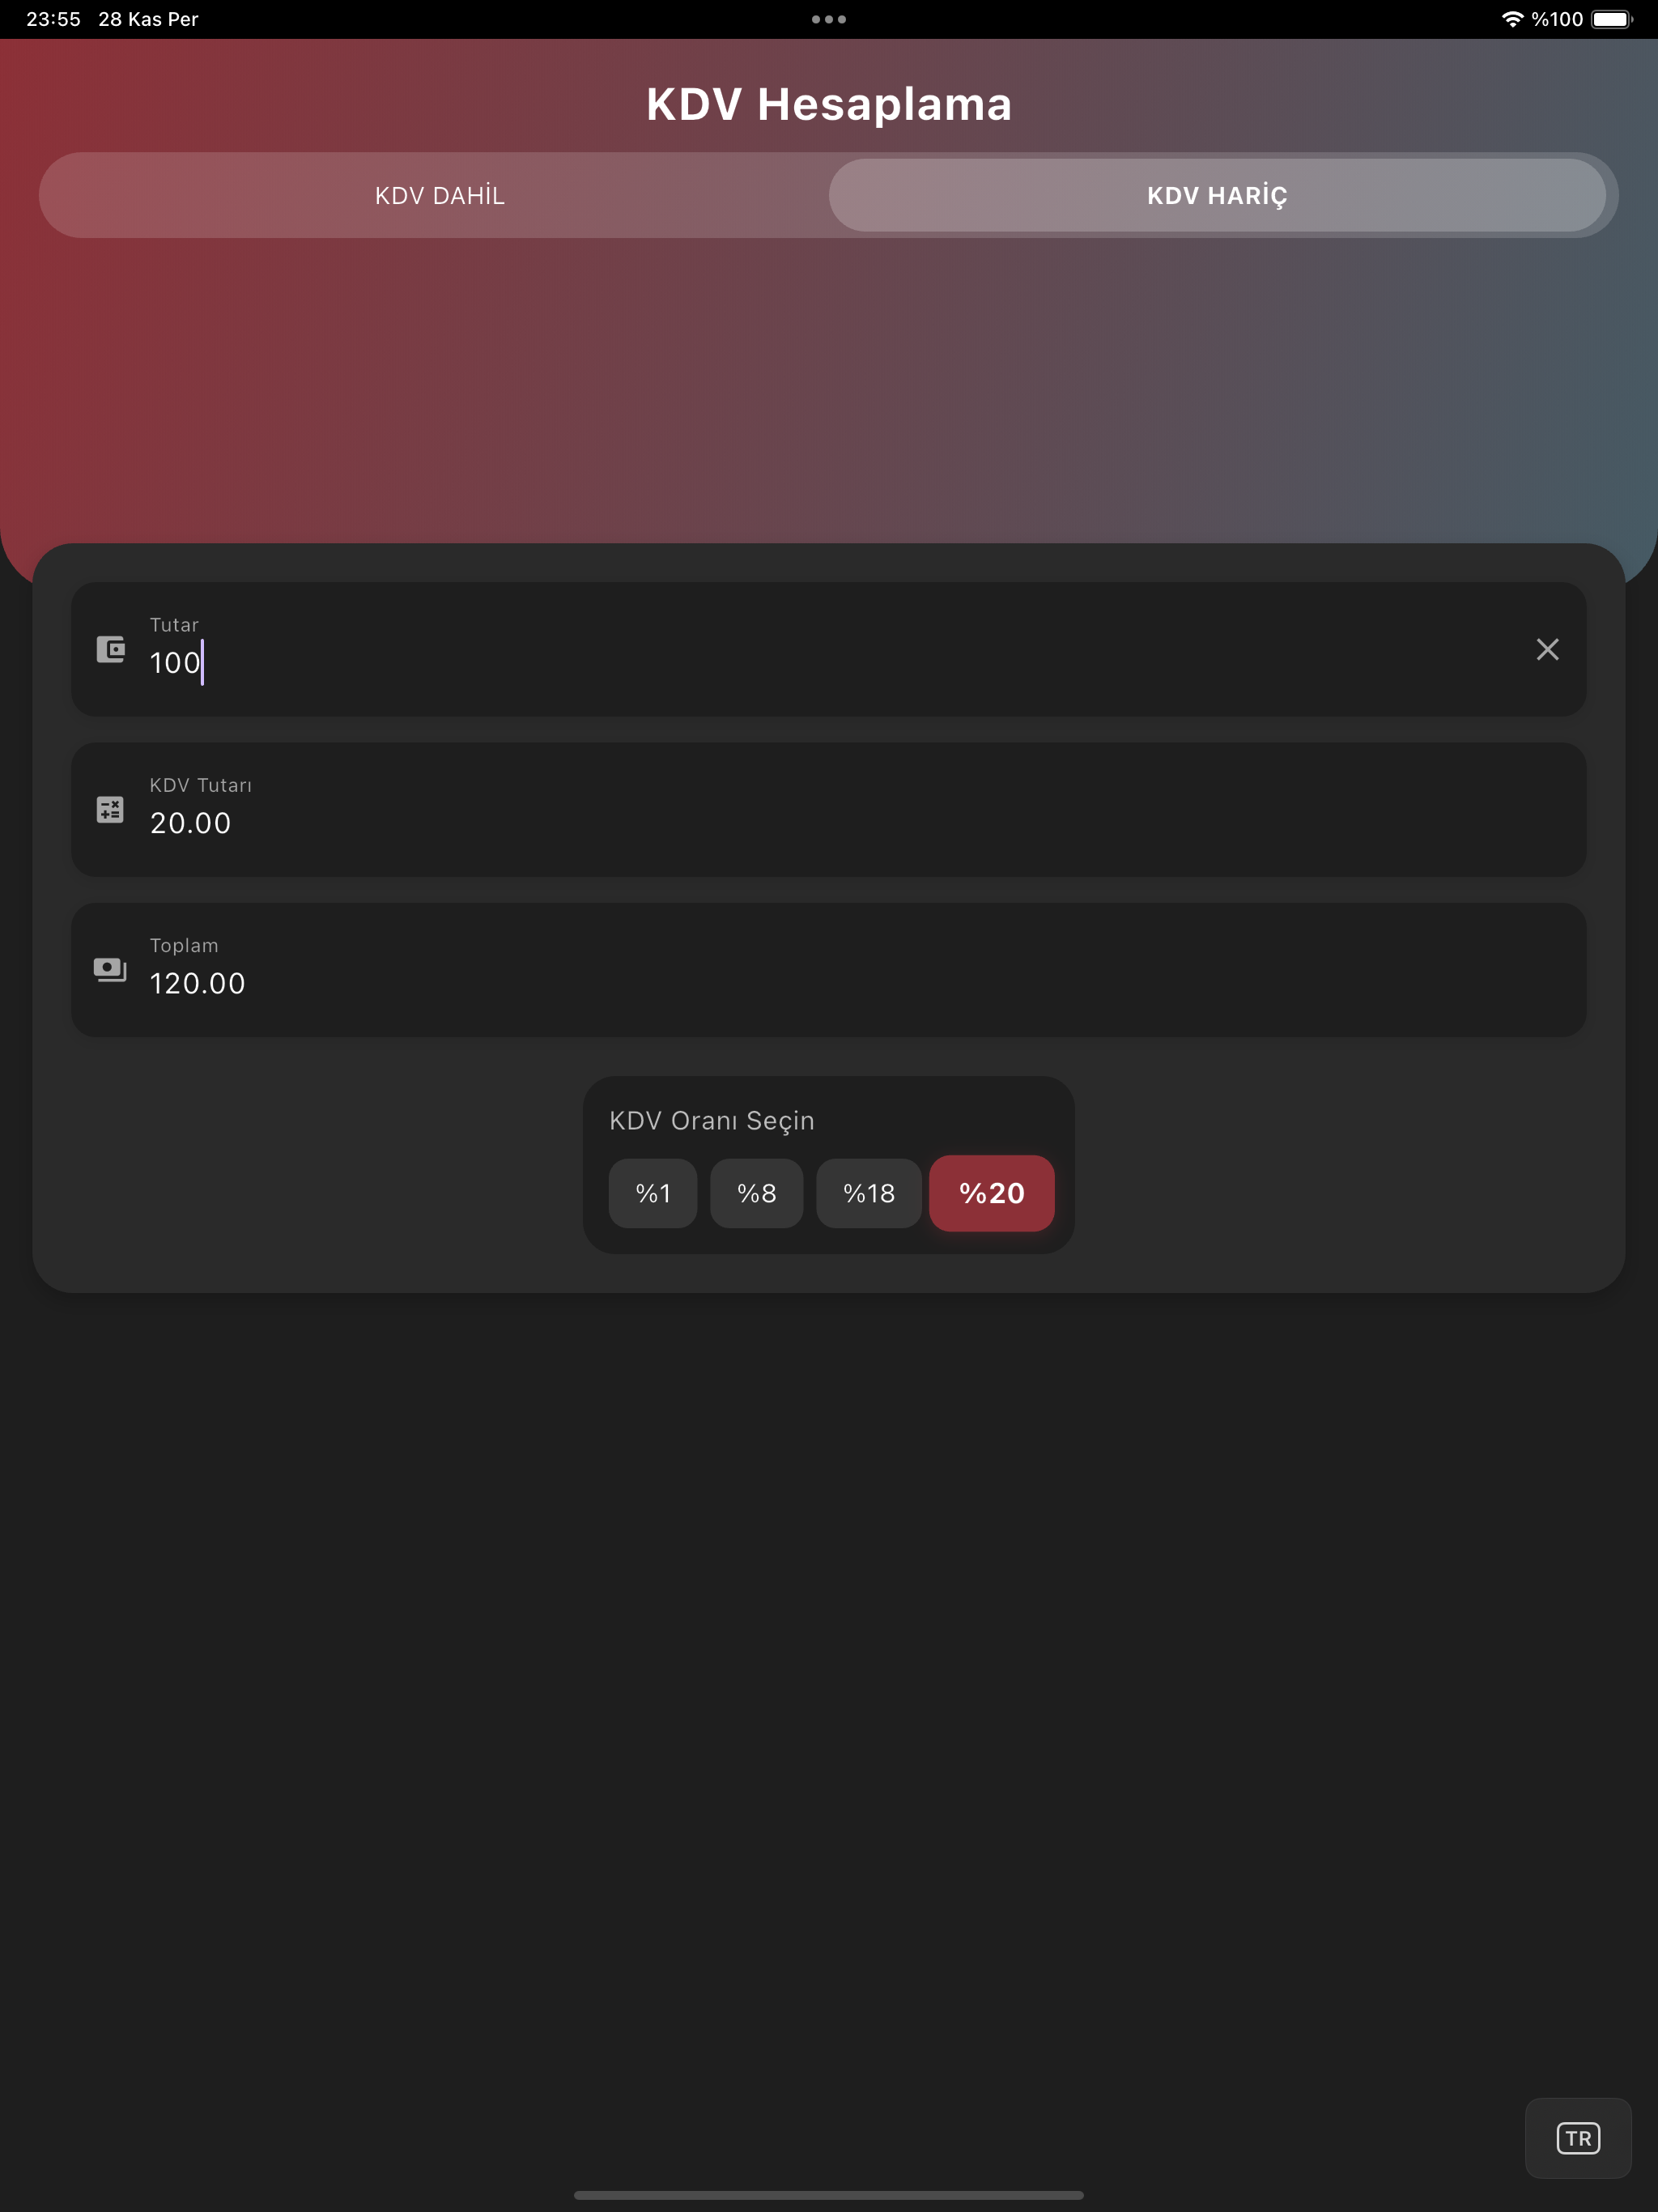 23:55 28 Kas Per %100
KDV Hesaplama
KDV DAHİL KDV HARİÇ
Tutar
100
KDV Tutarı
20.00
Toplam
120.00
KDV Oranı Seçin
%1 %8 %18 %20
TR